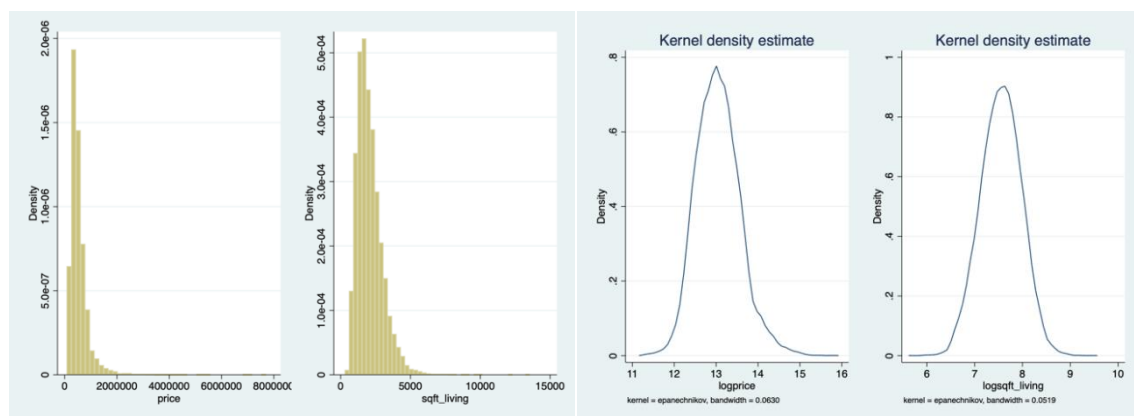 Density
0 5.0e-07 1.0e-06 1.5e-06 2.0e-06
0 2000000 4000000 6000000 8000000
price
Density
0 1.0e-04 2.0e-04 3.0e-04 4.0e-04 5.0e-04
0 5000 10000 15000
sqft_living
Kernel density estimate
Density
0 .2 .4 .6 .8
11 12 13 14 15 16
logprice
kernel = epanechnikov, bandwidth = 0.0630
Kernel density estimate
Density
0 .2 .4 .6 .8 1
6 7 8 9 10
logsqft_living
kernel = epanechnikov, bandwidth = 0.0519